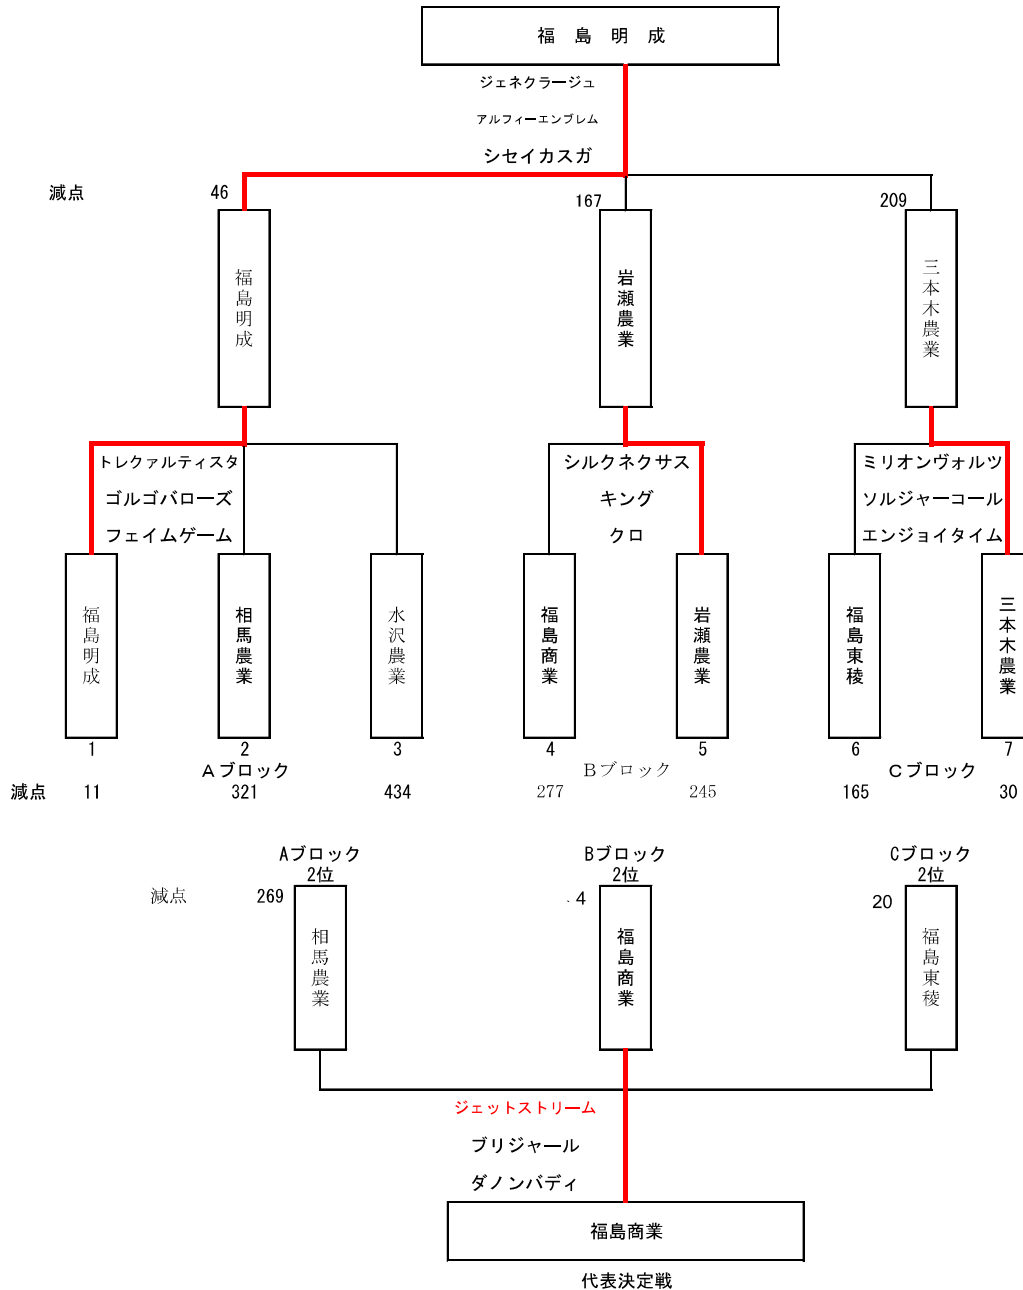 福島明成
ジェネクラージュ
アルフィーエンブレム
シセイカスガ
減点 46 167 209
福島明成 岩瀬農業 三本木農業
トレクァルティスタ シルクネクサス ミリオンヴォルツ
ゴルゴバローズ キング ソルジャーコール
フェイムゲーム クロ エンジョイタイム
福島明成 相馬農業 水沢農業 福島商業 岩瀬農業 福島東稜 三本木農業
1 2 3 4 5 6 7
Aブロック Bブロック Cブロック
減点 11 321 434 277 245 165 30
Aブロック Bブロック Cブロック
2位 2位 2位
減点 269 4 20
相馬農業 福島商業 福島東稜
ジェットストリーム
ブリジャール
ダノンバディ
福島商業
代表決定戦